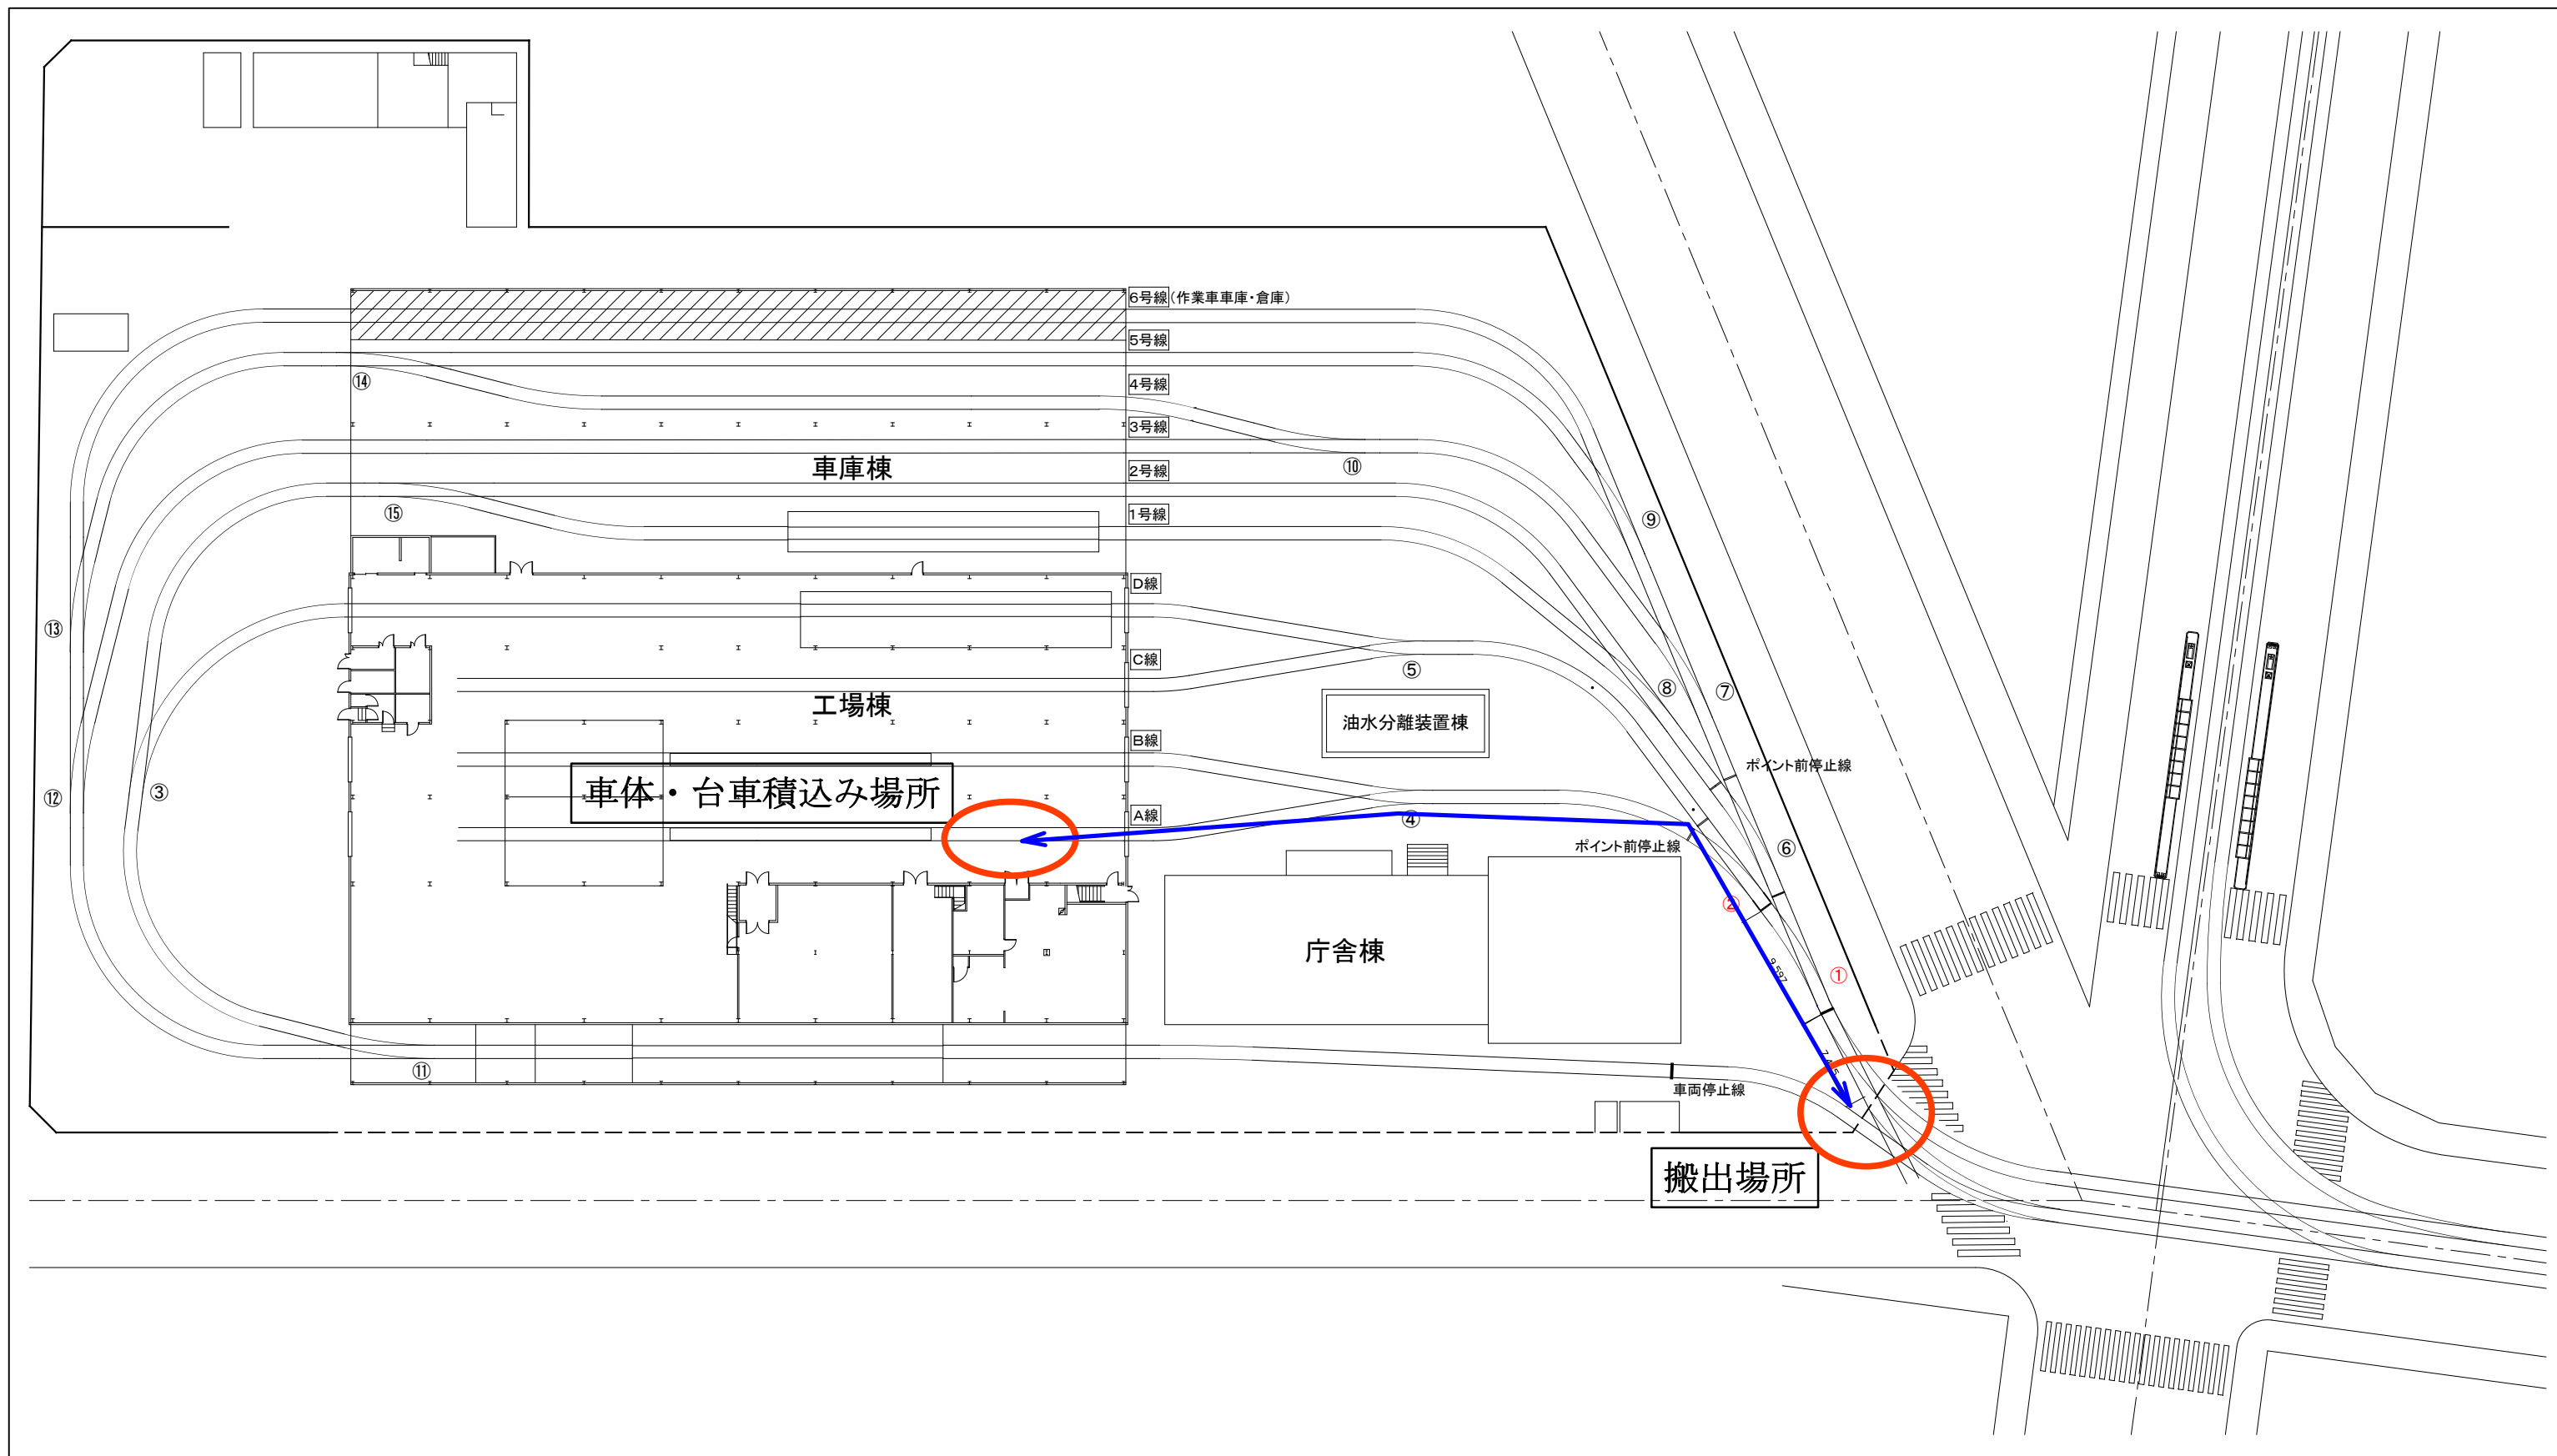 6号線(作業車車庫・倉庫)
5号線
⑭
4号線
3号線
車庫棟
⑩
2号線
⑮
1号線
⑨
D線
⑬
C線
⑤
⑧
⑦
工場棟
油水分離装置棟
B線
ポイント前停止線
車体・台車積込み場所
⑫
③
A線
④
ポイント前停止線
⑥
②
庁舎棟
9.597
①
⑪
車両停止線
搬出場所